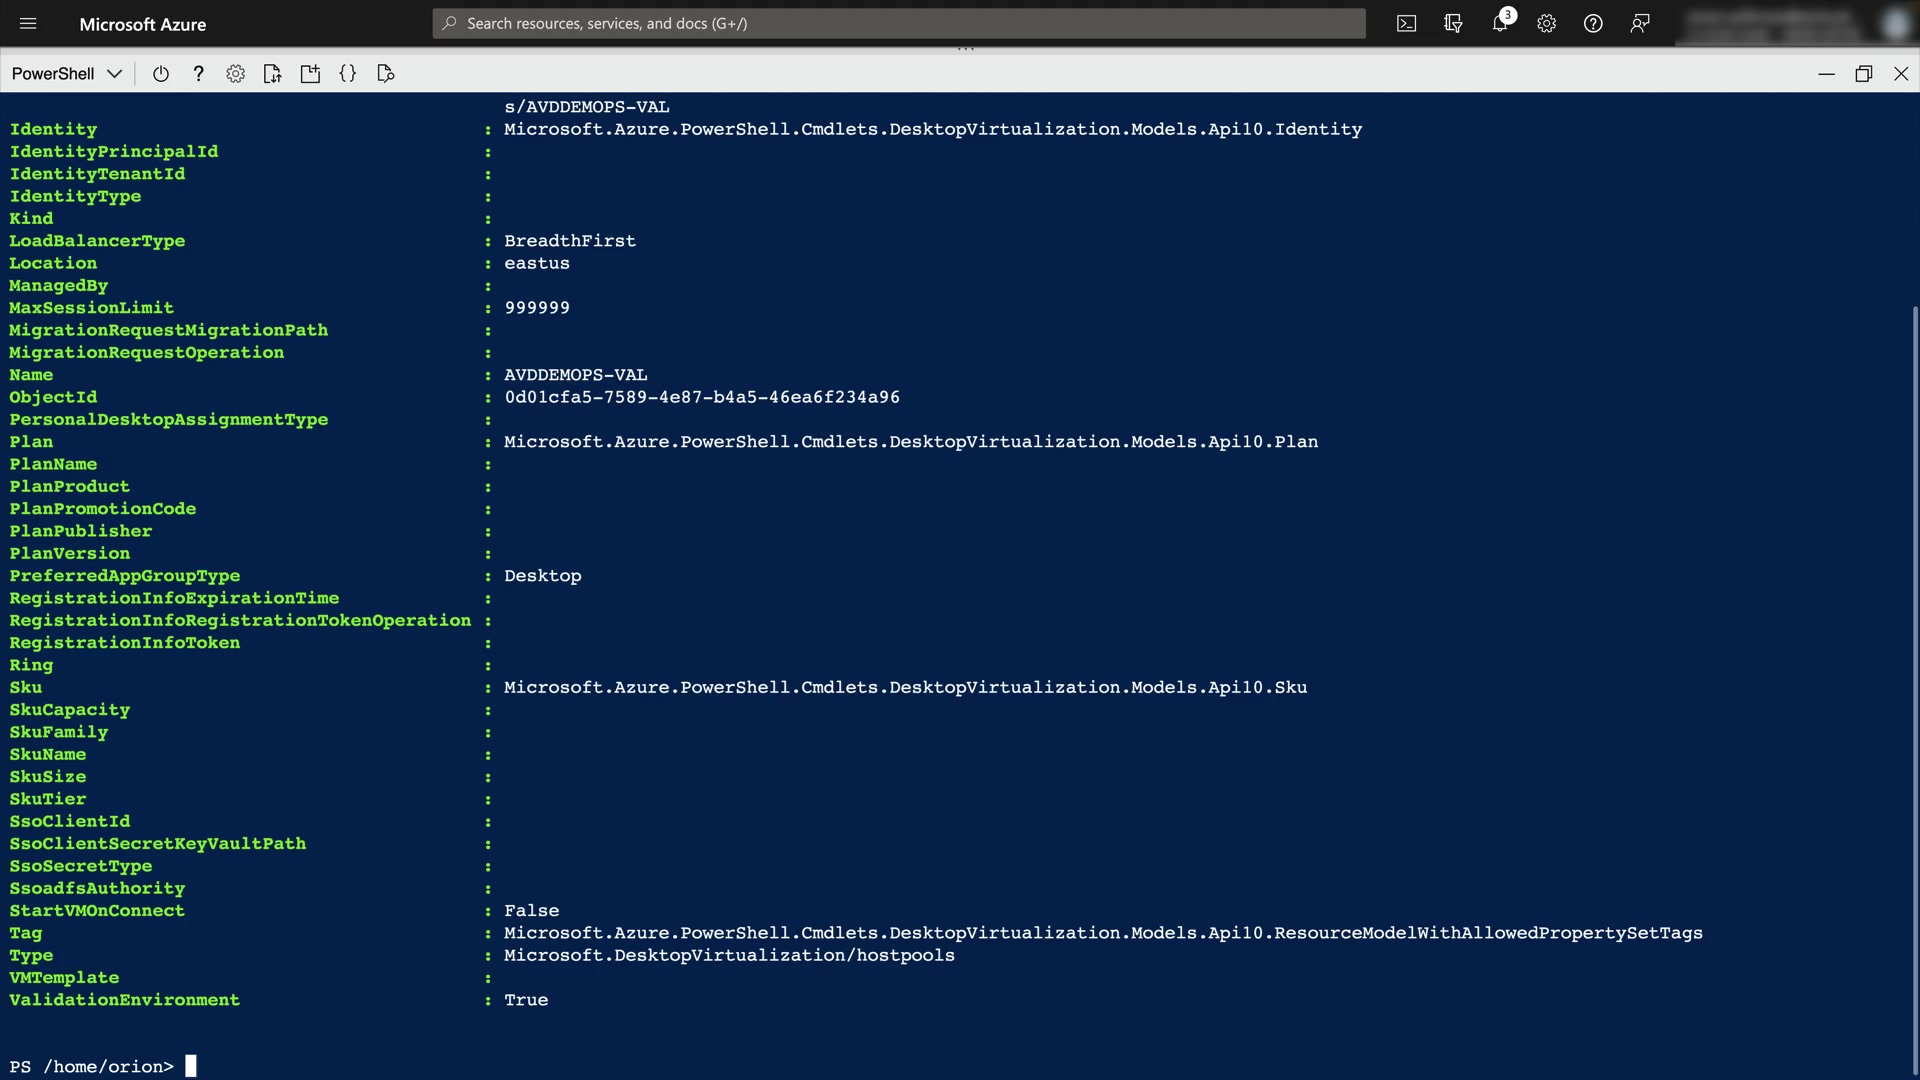 Microsoft Azure
Search resources, services, and docs (G+/)
3
PowerShell
s/AVDDEMOPS-VAL
Identity : Microsoft.Azure.PowerShell.Cmdlets.DesktopVirtualization.Models.Api10.Identity
IdentityPrincipalId :
IdentityTenantId :
IdentityType :
Kind :
LoadBalancerType : BreadthFirst
Location : eastus
ManagedBy :
MaxSessionLimit : 999999
MigrationRequestMigrationPath :
MigrationRequestOperation :
Name : AVDDEMOPS-VAL
ObjectId : 0d01cfa5-7589-4e87-b4a5-46ea6f234a96
PersonalDesktopAssignmentType :
Plan : Microsoft.Azure.PowerShell.Cmdlets.DesktopVirtualization.Models.Api10.Plan
PlanName :
PlanProduct :
PlanPromotionCode :
PlanPublisher :
PlanVersion :
PreferredAppGroupType : Desktop
RegistrationInfoExpirationTime :
RegistrationInfoRegistrationTokenOperation :
RegistrationInfoToken :
Ring :
Sku : Microsoft.Azure.PowerShell.Cmdlets.DesktopVirtualization.Models.Api10.Sku
SkuCapacity :
SkuFamily :
SkuName :
SkuSize :
SkuTier :
SsoClientId :
SsoClientSecretKeyVaultPath :
SsoSecretType :
SsoadfsAuthority :
StartVMOnConnect : False
Tag : Microsoft.Azure.PowerShell.Cmdlets.DesktopVirtualization.Models.Api10.ResourceModelWithAllowedPropertySetTags
Type : Microsoft.DesktopVirtualization/hostpools
VMTemplate :
ValidationEnvironment : True
PS /home/orion>